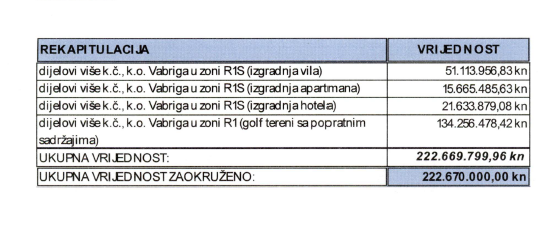 REKAPITULACIJA VRIJEDNOST
dijelovi više k.č., k.o. Vabriga u zoni R1S (izgradnja vila) 51.113.956,83 kn
dijelovi više k.č., k.o. Vabriga u zoni R1S (izgradnja apartmana) 15.665.485,63 kn
dijelovi više k.č., k.o. Vabriga u zoni R1S (izgradnja hotela) 21.633.879,08 kn
dijelovi više k.č., k.o. Vabriga u zoni R1 (golf tereni sa popratnim 134.256.478,42 kn
sadržajima)
UKUPNA VRIJEDNOST: 222.669.799,96 kn
UKUPNA VRIJEDNOST ZAOKRUŽENO: 222.670.000,00 kn